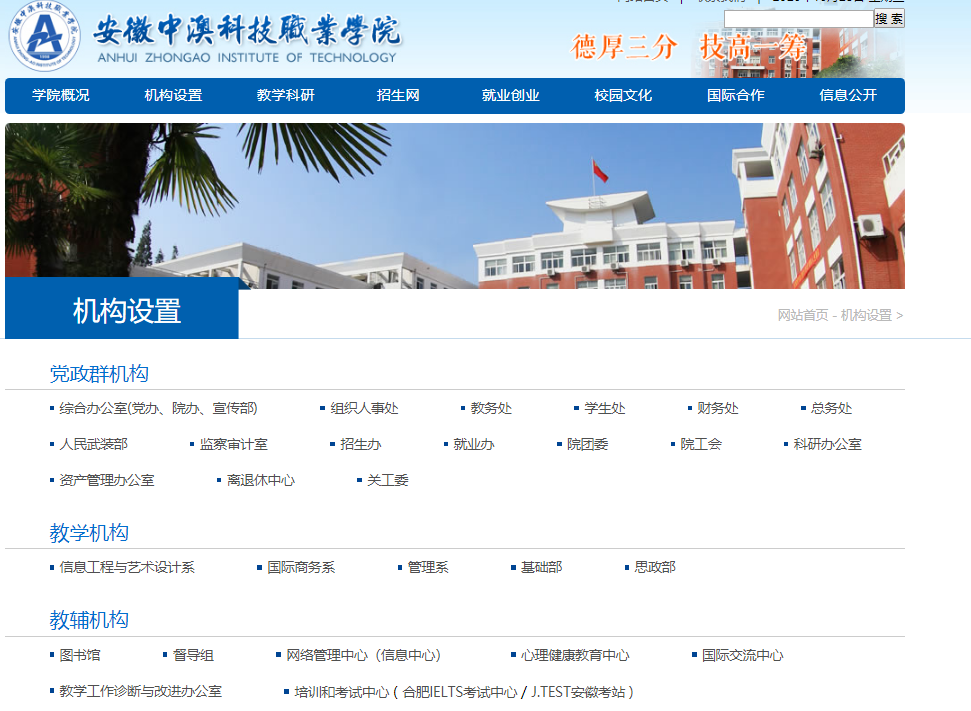 安徽中澳科技職業學院
ANHUI ZHONGAO INSTITUTE OF TECHNOLOGY
德厚三分 技高一筹
搜 索
学院概况 机构设置 教学科研 招生网 就业创业 校园文化 国际合作 信息公开
机构设置
网站首页 - 机构设置 >
党政群机构
综合办公室(党办、院办、宣传部) 组织人事处 教务处 学生处 财务处 总务处
人民武装部 监察审计室 招生办 就业办 院团委 院工会 科研办公室
资产管理办公室 离退休中心 关工委
教学机构
信息工程与艺术设计系 国际商务系 管理系 基础部 思政部
教辅机构
图书馆 督导组 网络管理中心（信息中心） 心理健康教育中心 国际交流中心
教学工作诊断与改进办公室 培训和考试中心 ( 合肥IELTS考试中心 / J.TEST安徽考站 )